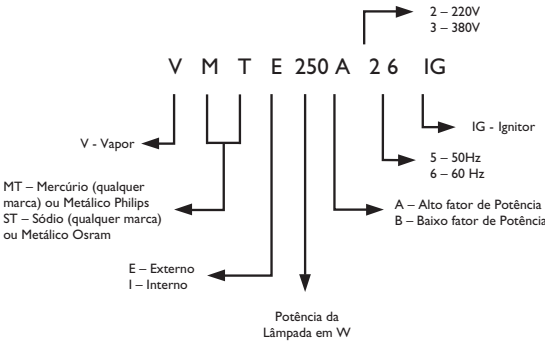 2 – 220V
3 – 380V
V M T E 250 A 2 6 IG
V - Vapor
IG - Ignitor
5 – 50Hz
6 – 60 Hz
MT – Mercúrio (qualquer
marca) ou Metálico Philips
ST – Sódio (qualquer marca)
ou Metálico Osram
A – Alto fator de Potência
B – Baixo fator de Potência
E – Externo
I – Interno
Potência da
Lâmpada em W